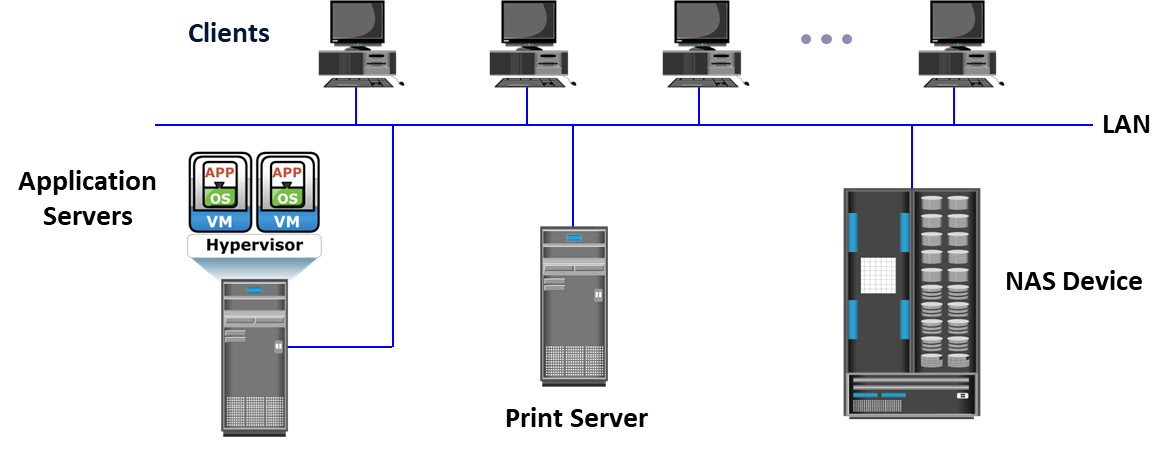 Clients
LAN
Application
Servers
APP
OS
VM
APP
OS
VM
Hypervisor
NAS Device
Print Server